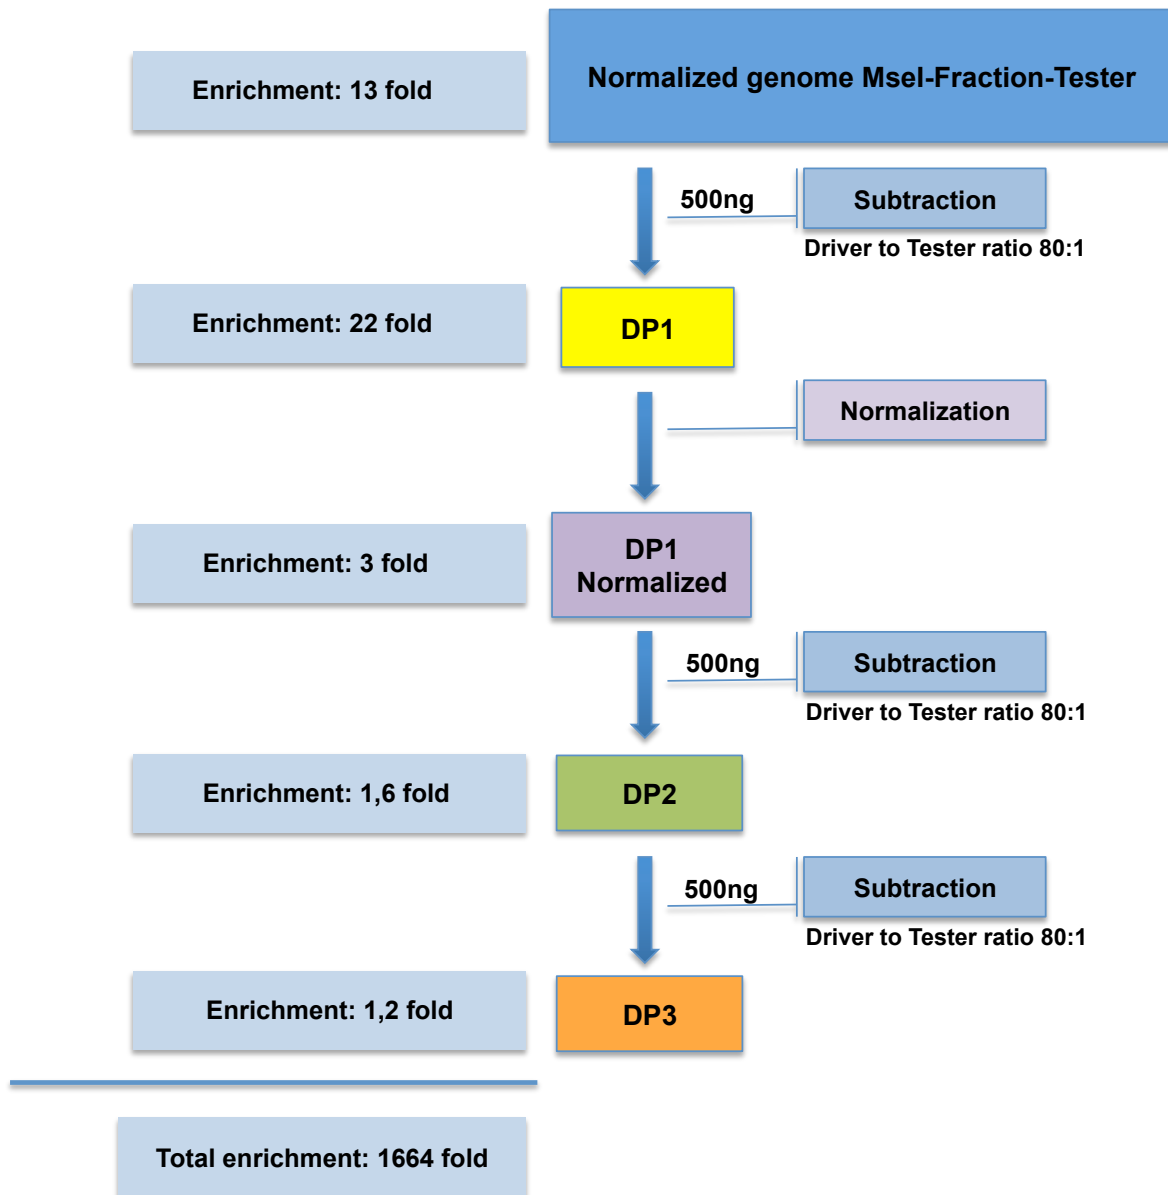 Enrichment: 13 fold
Normalized genome MseI-Fraction-Tester
500ng
Subtraction
Driver to Tester ratio 80:1
Enrichment: 22 fold
DP1
Normalization
Enrichment: 3 fold
DP1
Normalized
500ng
Subtraction
Driver to Tester ratio 80:1
Enrichment: 1,6 fold
DP2
500ng
Subtraction
Driver to Tester ratio 80:1
Enrichment: 1,2 fold
DP3
Total enrichment: 1664 fold